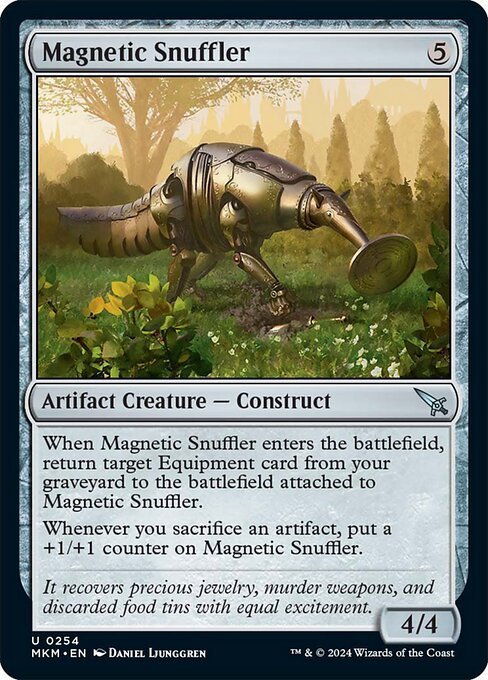 Magnetic Snuffler 5
Artifact Creature — Construct
When Magnetic Snuffler enters the battlefield,
return target Equipment card from your
graveyard to the battlefield attached to
Magnetic Snuffler.
Whenever you sacrifice an artifact, put a
+1/+1 counter on Magnetic Snuffler.
It recovers precious jewelry, murder weapons, and
discarded food tins with equal excitement.
4/4
U 0254
MKM • EN Daniel Ljunggren
™ & © 2024 Wizards of the Coast